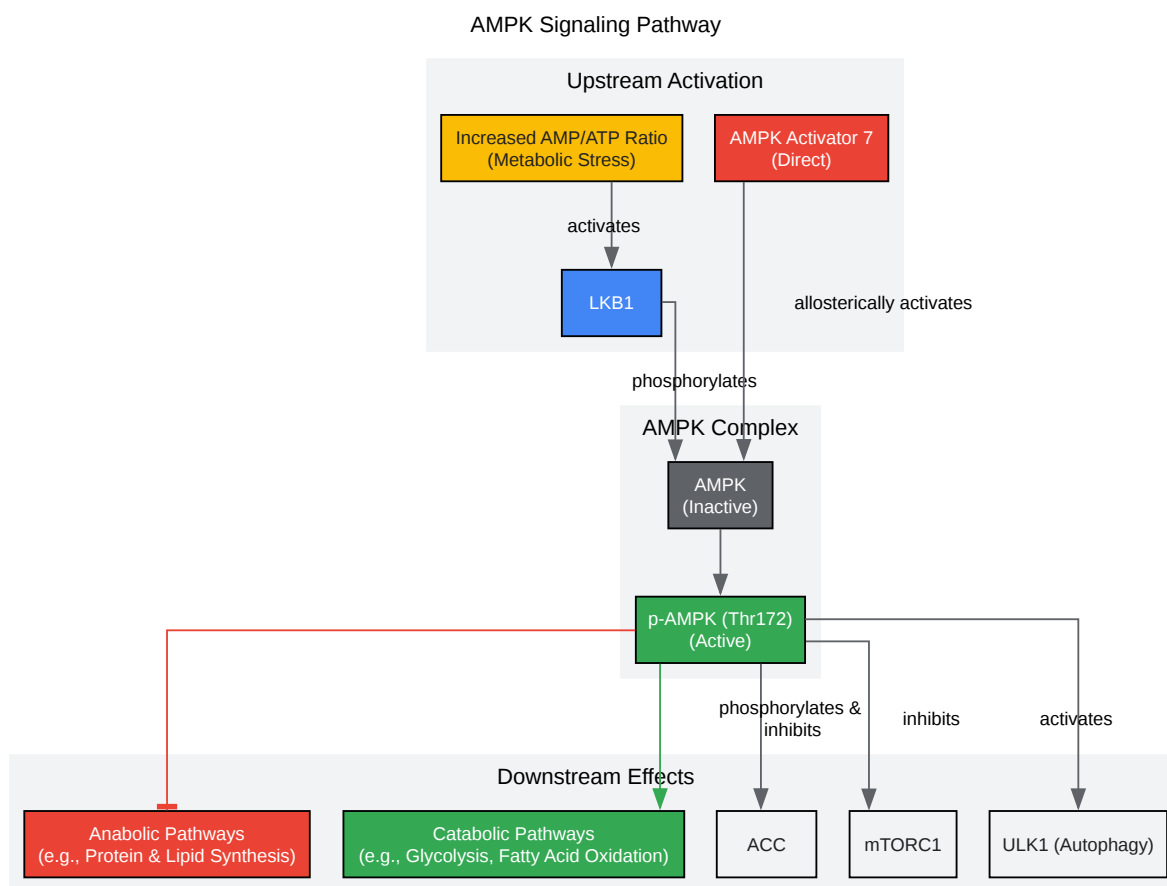 AMPK Signaling Pathway
Upstream Activation
Increased AMP/ATP Ratio
(Metabolic Stress)
AMPK Activator 7
(Direct)
activates
LKB1
allosterically activates
phosphorylates
AMPK Complex
AMPK
(Inactive)
p-AMPK (Thr172)
(Active)
phosphorylates &
inhibits
inhibits
activates
Downstream Effects
Anabolic Pathways
(e.g., Protein & Lipid Synthesis)
Catabolic Pathways
(e.g., Glycolysis, Fatty Acid Oxidation)
ACC
mTORC1
ULK1 (Autophagy)